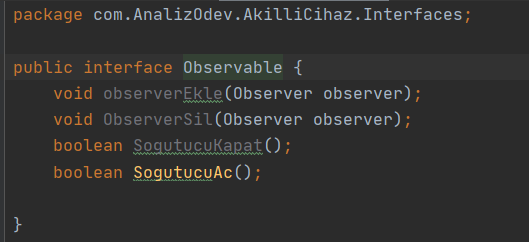 package com.AnalizOdev.AkilliCihaz.Interfaces;
public interface Observable {
void observerEkle(Observer observer);
void ObserverSil(Observer observer);
boolean SogutucuKapat();
boolean SogutucuAc();
}